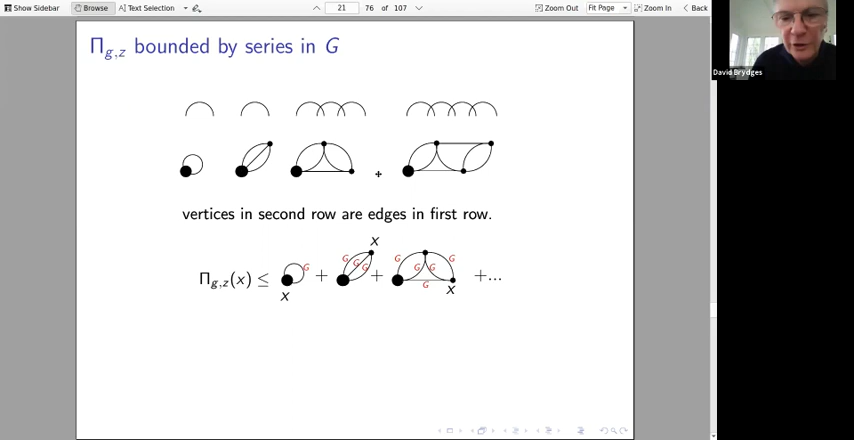 Show Sidebar Browse Text Selection 21 76 of 107 Zoom Out Fit Page Zoom In Back
David Brydges
Π_{g,z} bounded by series in G
vertices in second row are edges in first row.
Π_{g,z}(x) ≤ G + G G G + G G G G G +...
x x x